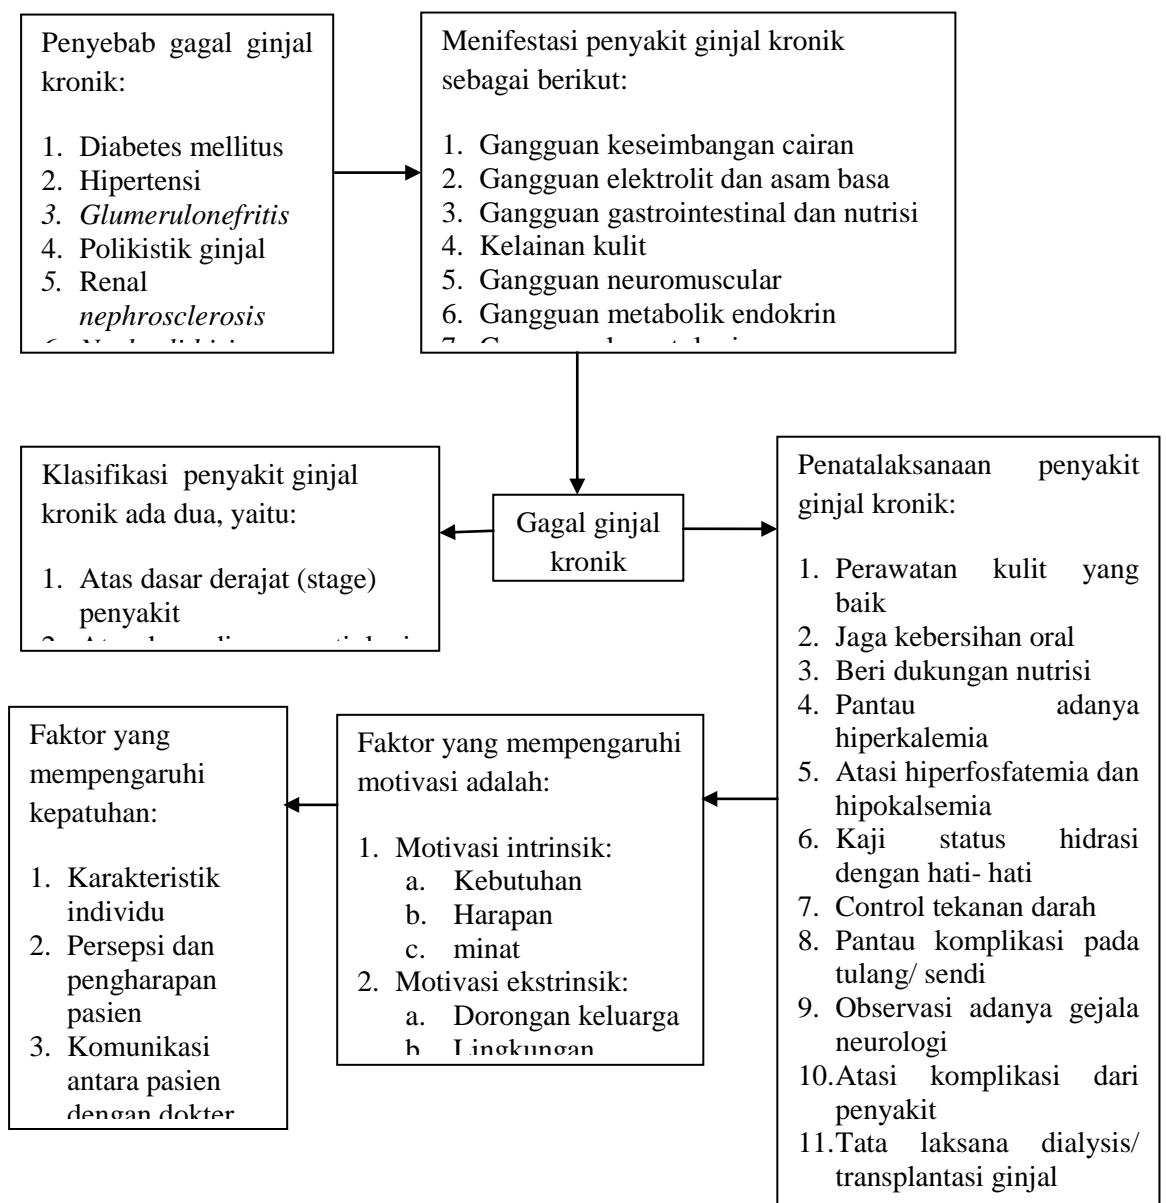 Penyebab gagal ginjal
kronik:
1. Diabetes mellitus
2. Hipertensi
3. Glumerulonefritis
4. Polikistik ginjal
5. Renal
nephrosclerosis
Menifestasi penyakit ginjal kronik
sebagai berikut:
1. Gangguan keseimbangan cairan
2. Gangguan elektrolit dan asam basa
3. Gangguan gastrointestinal dan nutrisi
4. Kelainan kulit
5. Gangguan neuromuscular
6. Gangguan metabolik endokrin
Klasifikasi penyakit ginjal
kronik ada dua, yaitu:
1. Atas dasar derajat (stage)
penyakit
Gagal ginjal
kronik
Penatalaksanaan penyakit
ginjal kronik:
1. Perawatan kulit yang
baik
2. Jaga kebersihan oral
3. Beri dukungan nutrisi
4. Pantau adanya
hiperkalemia
5. Atasi hiperfosfatemia dan
hipokalsemia
6. Kaji status hidrasi
dengan hati- hati
7. Control tekanan darah
8. Pantau komplikasi pada
tulang/ sendi
9. Observasi adanya gejala
neurologi
10.Atasi komplikasi dari
penyakit
11.Tata laksana dialysis/
transplantasi ginjal
Faktor yang mempengaruhi
motivasi adalah:
1. Motivasi intrinsik:
a. Kebutuhan
b. Harapan
c. minat
2. Motivasi ekstrinsik:
a. Dorongan keluarga
b. Lingkungan
Faktor yang
mempengaruhi
kepatuhan:
1. Karakteristik
individu
2. Persepsi dan
pengharapan
pasien
3. Komunikasi
antara pasien
dengan dokter